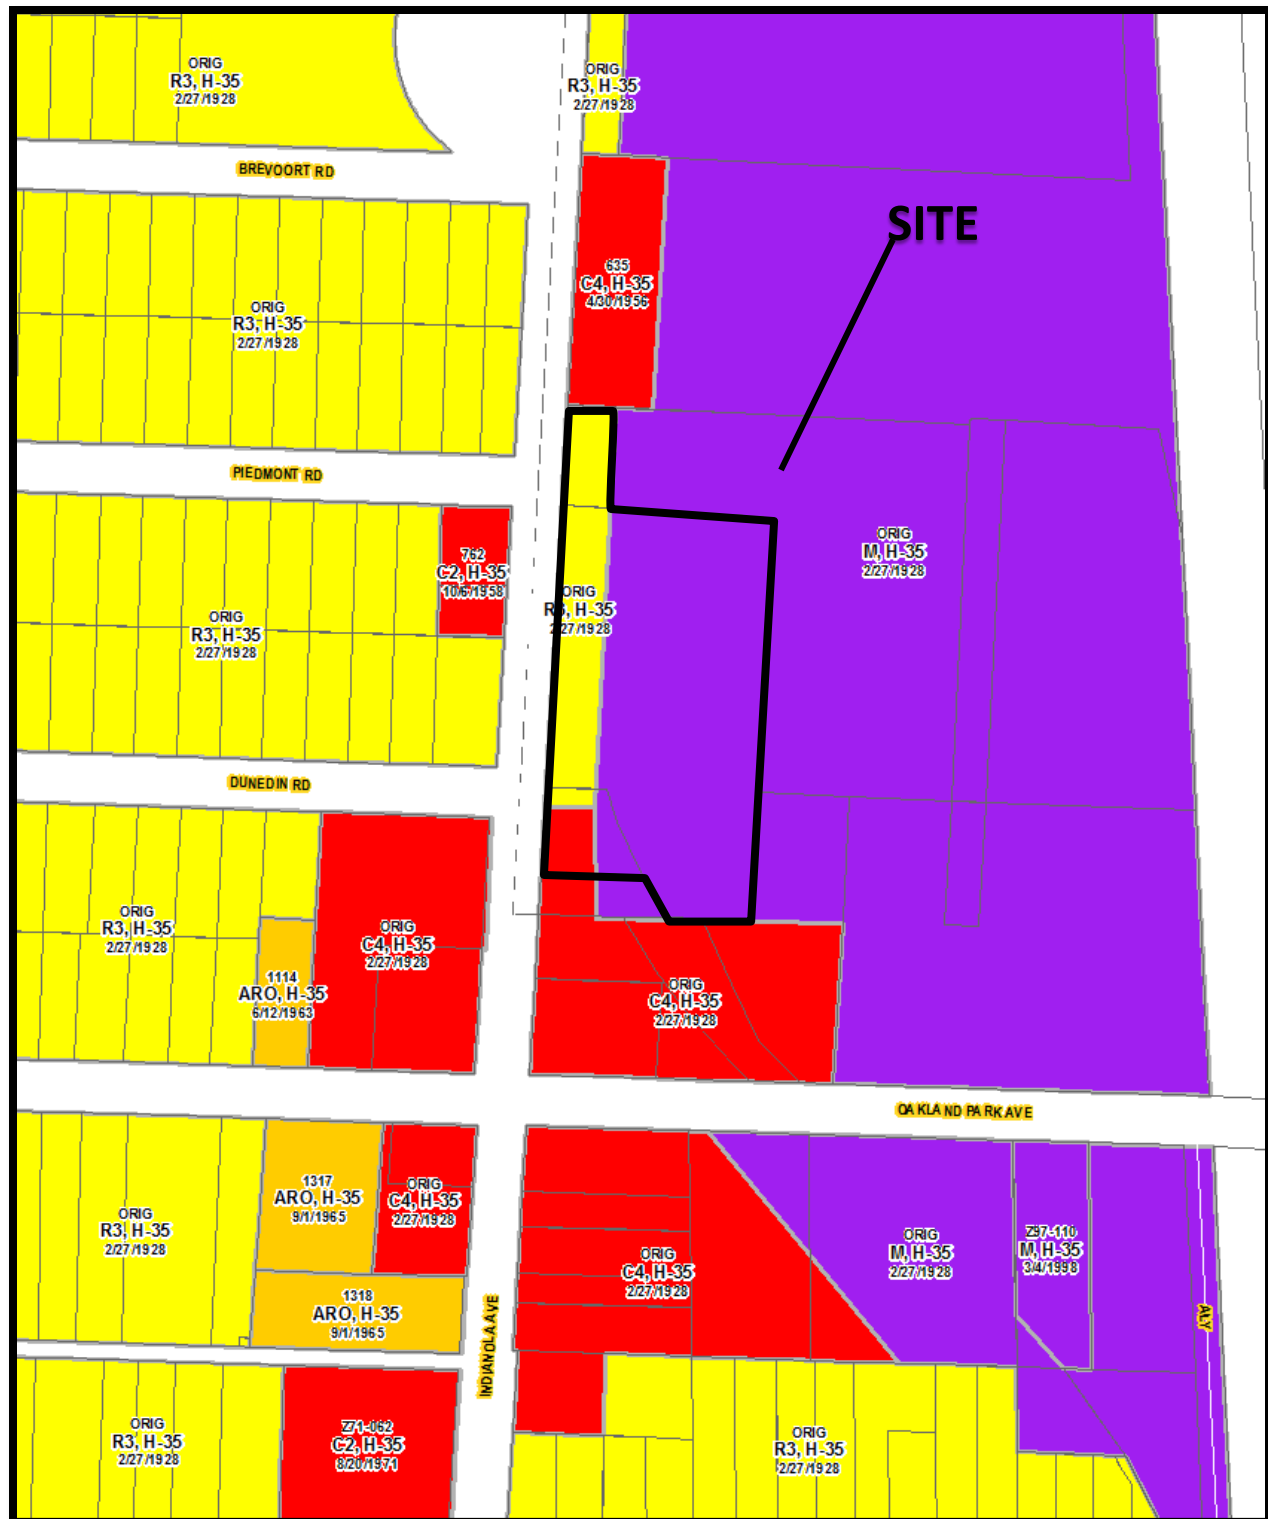 ORIG
R3, H-35
2/27/1928
ORIG
R3, H-35
2/27/1928
BREVOORT RD
SITE
635
C4, H-35
4/30/1956
ORIG
R3, H-35
2/27/1928
PIEDMONT RD
762
C2, H-35
10/6/1958
ORIG
M, H-35
2/27/1928
ORIG
R3, H-35
2/27/1928
ORIG
R3, H-35
2/27/1928
DUNEDIN RD
ORIG
R3, H-35
2/27/1928
ORIG
C4, H-35
2/27/1928
1114
ARO, H-35
6/12/1963
ORIG
C4, H-35
2/27/1928
OAKLAND PARK AVE
1317
ARO, H-35
9/1/1965
ORIG
C4, H-35
2/27/1928
ORIG
R3, H-35
2/27/1928
ORIG
C4, H-35
2/27/1928
ORIG
M, H-35
2/27/1928
Z97-110
M, H-35
3/4/1998
1318
ARO, H-35
9/1/1965
INDIANOLA AVE
ALY
ORIG
R3, H-35
2/27/1928
Z71-062
C2, H-35
8/20/1971
ORIG
R3, H-35
2/27/1928